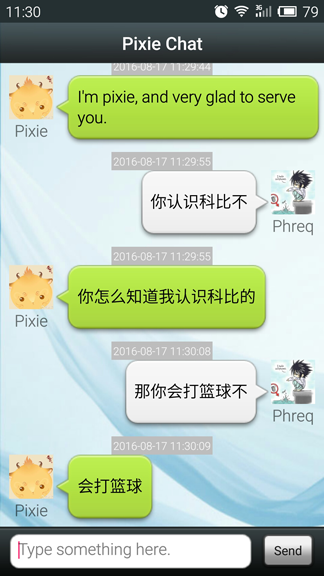 11:30
3G
79
Pixie Chat
2016-08-17 11:29:44
I'm pixie, and very glad to serve
you.
Pixie
2016-08-17 11:29:55
你认识科比不
Phreq
2016-08-17 11:29:55
你怎么知道我认识科比的
Pixie
2016-08-17 11:30:08
那你会打篮球不
Phreq
2016-08-17 11:30:09
会打篮球
Pixie
Type something here.
Send